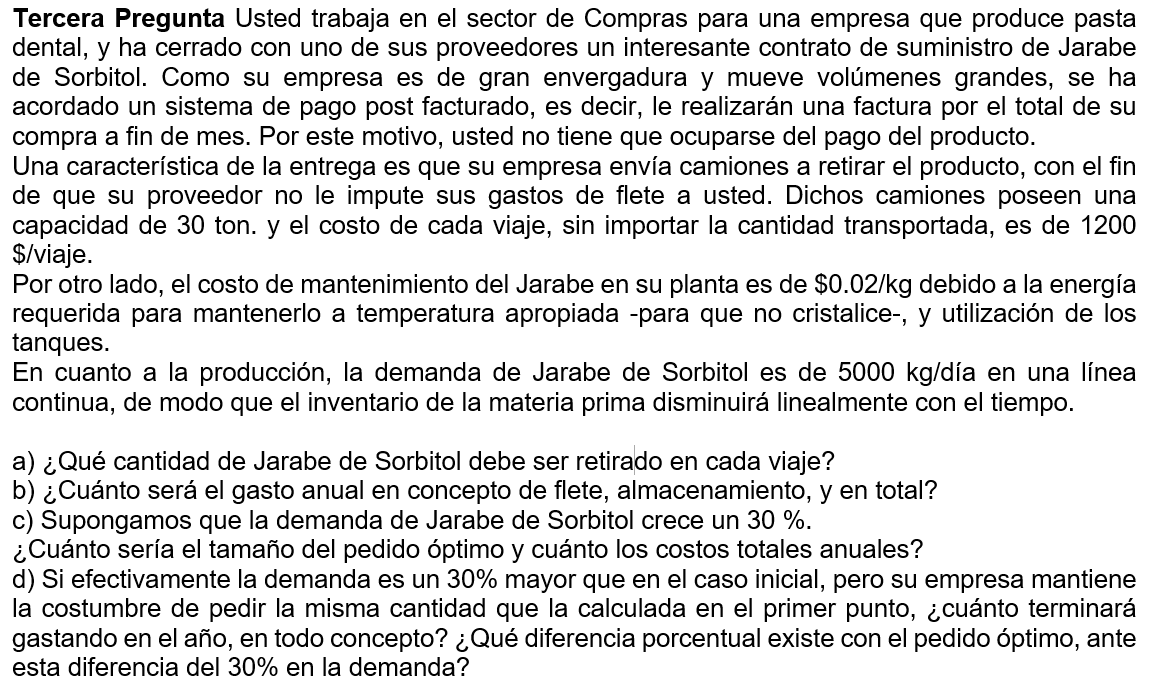 Tercera Pregunta Usted trabaja en el sector de Compras para una empresa que produce pasta
dental, y ha cerrado con uno de sus proveedores un interesante contrato de suministro de Jarabe
de Sorbitol. Como su empresa es de gran envergadura y mueve volúmenes grandes, se ha
acordado un sistema de pago post facturado, es decir, le realizarán una factura por el total de su
compra a fin de mes. Por este motivo, usted no tiene que ocuparse del pago del producto.
Una característica de la entrega es que su empresa envía camiones a retirar el producto, con el fin
de que su proveedor no le impute sus gastos de flete a usted. Dichos camiones poseen una
capacidad de 30 ton. y el costo de cada viaje, sin importar la cantidad transportada, es de 1200
$/viaje.
Por otro lado, el costo de mantenimiento del Jarabe en su planta es de $0.02/kg debido a la energía
requerida para mantenerlo a temperatura apropiada -para que no cristalice-, y utilización de los
tanques.
En cuanto a la producción, la demanda de Jarabe de Sorbitol es de 5000 kg/día en una línea
continua, de modo que el inventario de la materia prima disminuirá linealmente con el tiempo.
a) ¿Qué cantidad de Jarabe de Sorbitol debe ser retirado en cada viaje?
b) ¿Cuánto será el gasto anual en concepto de flete, almacenamiento, y en total?
c) Supongamos que la demanda de Jarabe de Sorbitol crece un 30 %.
¿Cuánto sería el tamaño del pedido óptimo y cuánto los costos totales anuales?
d) Si efectivamente la demanda es un 30% mayor que en el caso inicial, pero su empresa mantiene
la costumbre de pedir la misma cantidad que la calculada en el primer punto, ¿cuánto terminará
gastando en el año, en todo concepto? ¿Qué diferencia porcentual existe con el pedido óptimo, ante
esta diferencia del 30% en la demanda?